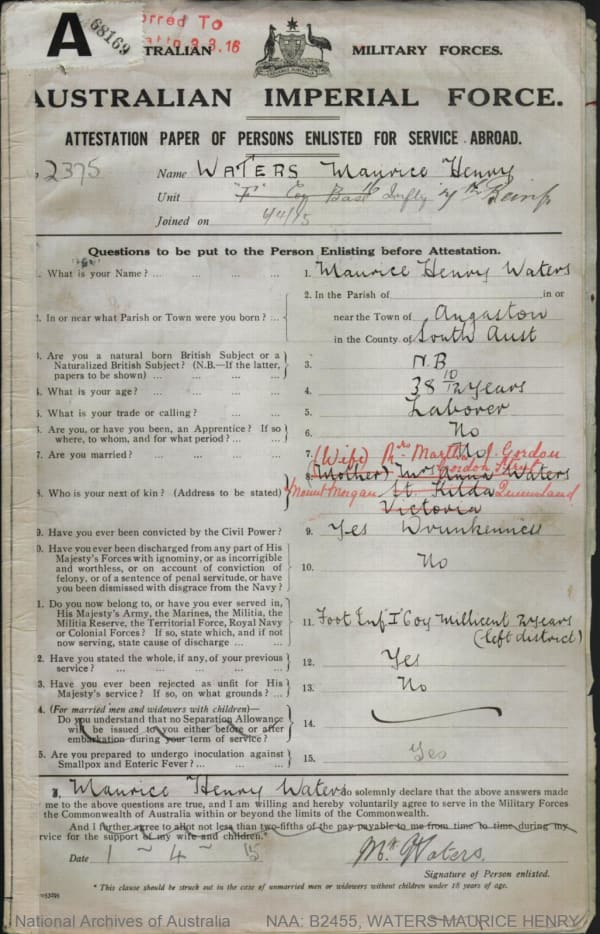 A
68169
rred To
3.3.16
TRALIAN MILITARY FORCES.
AUSTRALIAN IMPERIAL FORCE.
ATTESTATION PAPER OF PERSONS ENLISTED FOR SERVICE ABROAD.
2375 Name WATERS Maurice Henry
Unit "F" Coy Base Inftry 7th Reinf
Joined on 1/4/15
Questions to be put to the Person Enlisting before Attestation.
1. What is your Name? ... 1. Maurice Henry Waters
2. In or near what Parish or Town were you born? ... 2. In the Parish of in or
near the Town of Angaston
in the County of South Aust
3. Are you a natural born British Subject or a
Naturalized British Subject? (N.B.—If the latter,
papers to be shown) ... 3. N.B
4. What is your age? ... 4. 38 10/12 years
5. What is your trade or calling? ... 5. Laborer
6. Are you, or have you been, an Apprentice? If so
where, to whom, and for what period? ... 6. No
7. Are you married? ... 7. No
(Wife) Mrs Martha J. Gordon
8. Who is your next of kin? (Address to be stated) 8. (Mother) Mrs Anna Waters
Gordon Street
Mount Morgan St Kilda Queensland
Victoria
9. Have you ever been convicted by the Civil Power? 9. Yes Drunkenness
10. Have you ever been discharged from any part of His
Majesty's Forces with ignominy, or as incorrigible
and worthless, or on account of conviction of
felony, or of a sentence of penal servitude, or have
you been dismissed with disgrace from the Navy? 10. No
11. Do you now belong to, or have you ever served in,
His Majesty's Army, the Marines, the Militia, the
Militia Reserve, the Territorial Force, Royal Navy
or Colonial Forces? If so, state which, and if not
now serving, state cause of discharge ... 11. Foot Inf "I" Coy Millicent 2 years
(left district)
12. Have you stated the whole, if any, of your previous
service? ... 12. Yes
13. Have you ever been rejected as unfit for His
Majesty's service? If so, on what grounds? ... 13. No
14. (For married men and widowers with children)—
Do you understand that no Separation Allowance
will be issued to you either before or after
embarkation during your term of service? 14.
15. Are you prepared to undergo inoculation against
Smallpox and Enteric Fever? ... 15. Yes
I, Maurice Henry Waters do solemnly declare that the above answers made
me to the above questions are true, and I am willing and hereby voluntarily agree to serve in the Military Forces
the Commonwealth of Australia within or beyond the limits of the Commonwealth.
And I further agree to allot not less than two-fifths of the pay payable to me from time to time during my
rvice for the support of my wife and children.*
Date 1 - 4 - 15 M H Waters.
Signature of Person enlisted.
* This clause should be struck out in the case of unmarried men or widowers without children under 18 years of age.
National Archives of Australia NAA: B2455, WATERS MAURICE HENRY